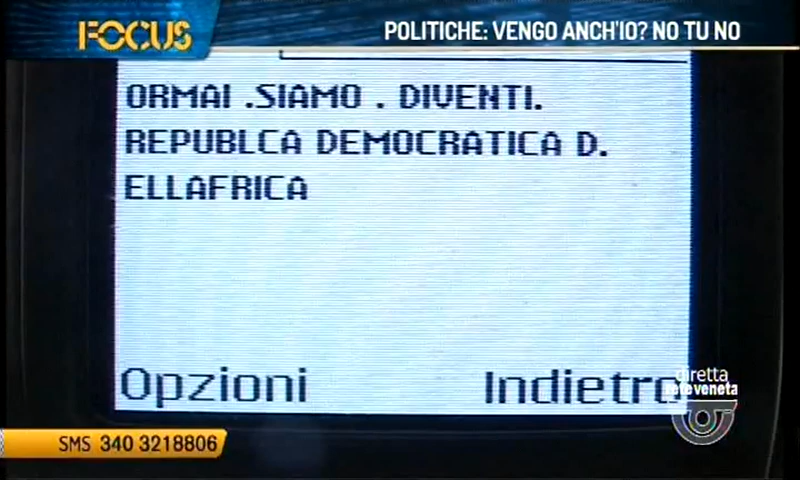 FOCUS
POLITICHE: VENGO ANCH'IO? NO TU NO
ORMAI .SIAMO . DIVENTI.
REPUBLCA DEMOCRATICA D.
ELLAFRICA
Opzioni Indietro
diretta
reteveneta
SMS 340 3218806